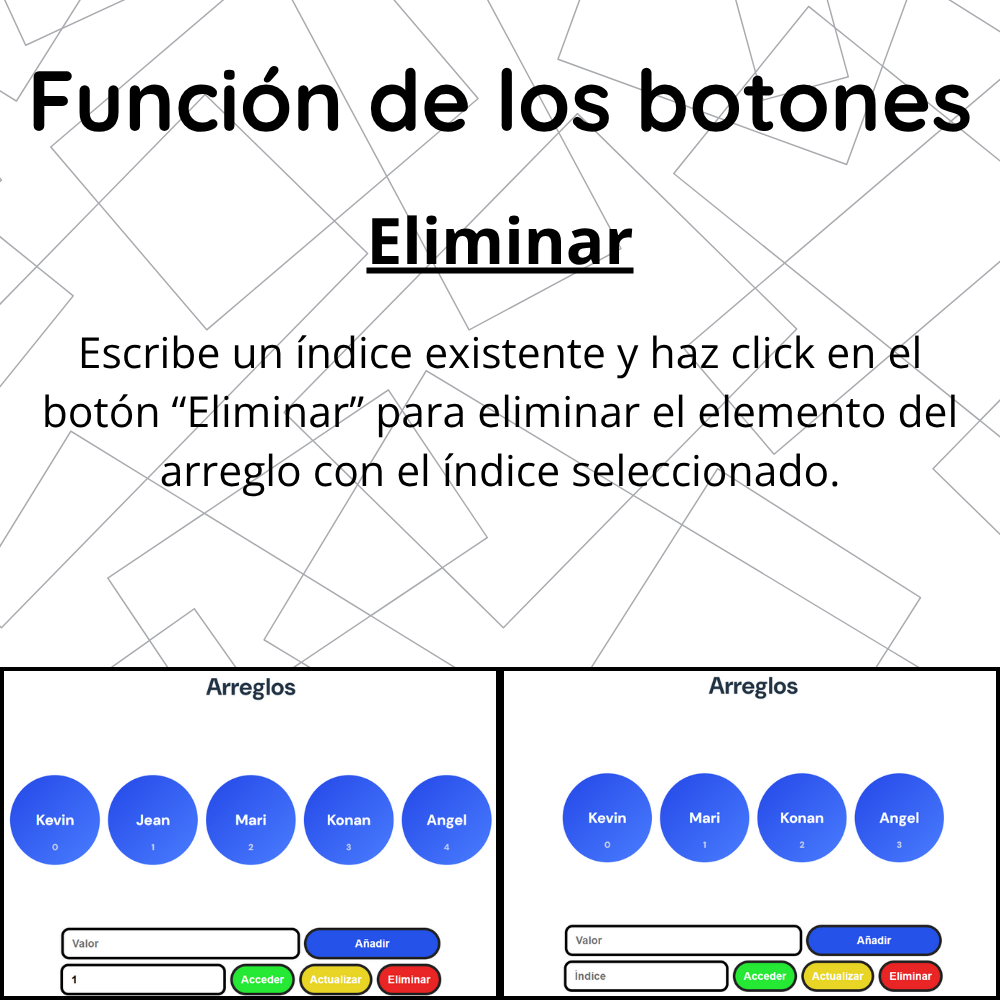 Función de los botones
Eliminar
Escribe un índice existente y haz click en el
botón “Eliminar” para eliminar el elemento del
arreglo con el índice seleccionado.
Arreglos
Kevin Jean Mari Konan Angel
0 1 2 3 4
Valor Añadir
1 Acceder Actualizar Eliminar
Arreglos
Kevin Mari Konan Angel
0 1 2 3
Valor Añadir
Índice Acceder Actualizar Eliminar